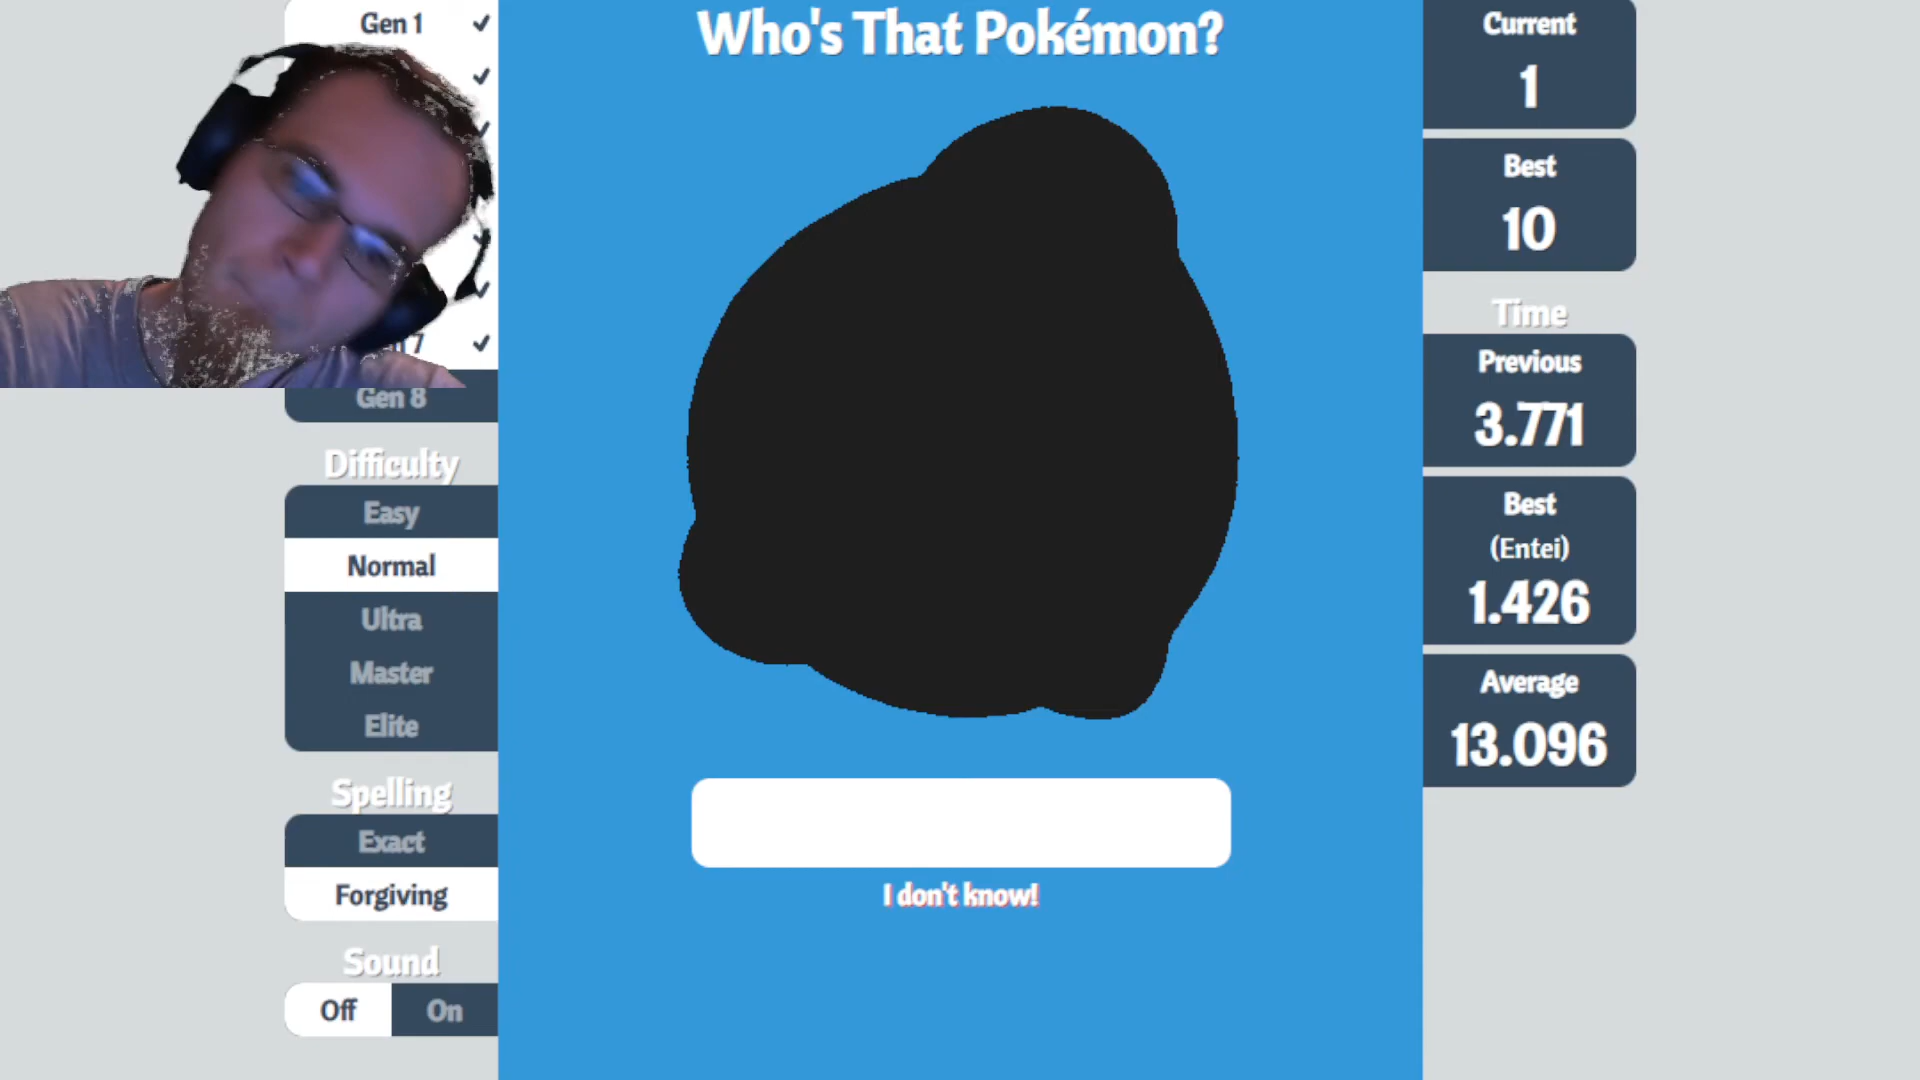 Gen 1
Gen 8
Difficulty
Easy
Normal
Ultra
Master
Elite
Spelling
Exact
Forgiving
Sound
Off
On
Who's That Pokémon?
I don't know!
Current
1
Best
10
Time
Previous
3.771
Best
(Entei)
1.426
Average
13.096